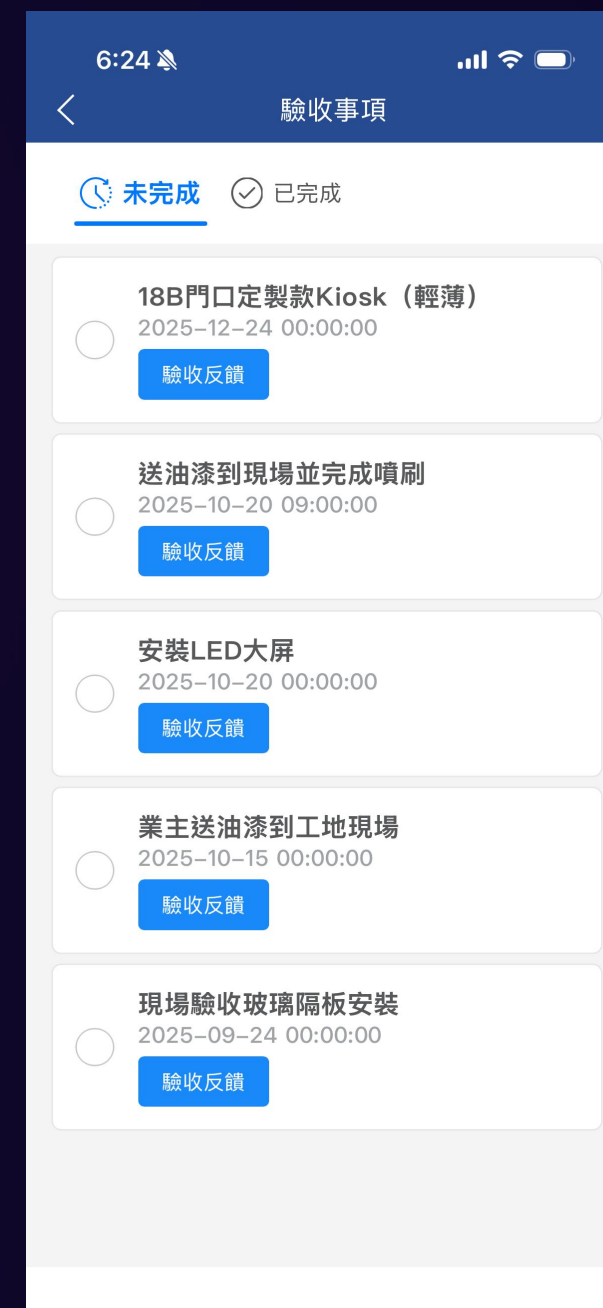 6:24
驗收事項
未完成 已完成
18B門口定製款Kiosk（輕薄）
2025-12-24 00:00:00
驗收反饋
送油漆到現場並完成噴刷
2025-10-20 09:00:00
驗收反饋
安裝LED大屏
2025-10-20 00:00:00
驗收反饋
業主送油漆到工地現場
2025-10-15 00:00:00
驗收反饋
現場驗收玻璃隔板安裝
2025-09-24 00:00:00
驗收反饋